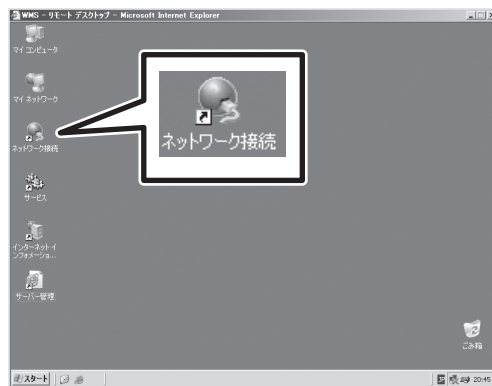 WMS - リモート デスクトップ - Microsoft Internet Explorer
マイ コンピュータ
マイ ネットワーク
ネットワーク接続
ネットワーク接続
サービス
インターネット イ
ンフォメーショ...
サーバー管理
ごみ箱
スタート
JP
20:45